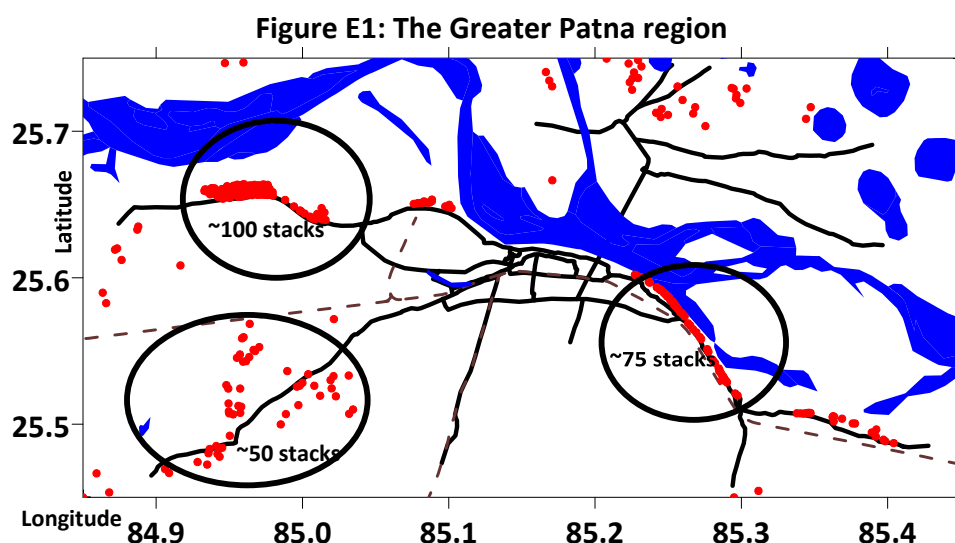 Figure E1: The Greater Patna region
25.7
Latitude
~100 stacks
25.6
~75 stacks
25.5
~50 stacks
Longitude
84.9 85.0 85.1 85.2 85.3 85.4